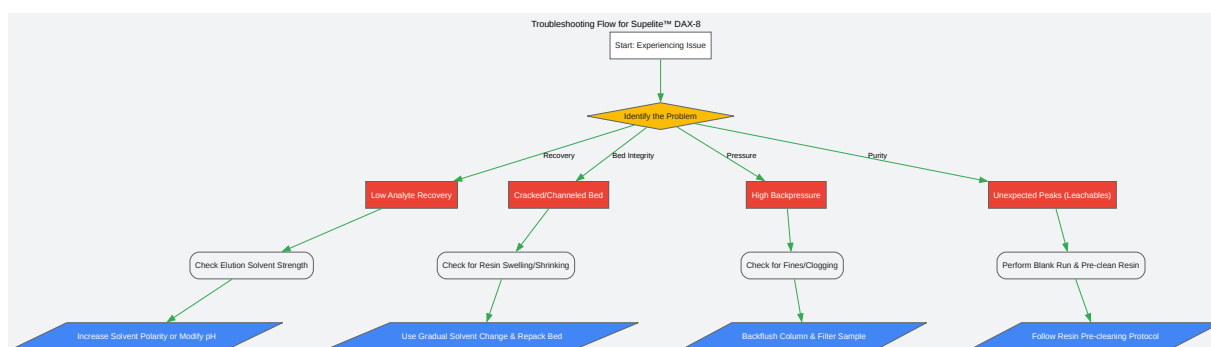 Troubleshooting Flow for Supelite™ DAX-8
Start: Experiencing Issue
Identify the Problem
Recovery
Bed Integrity
Pressure
Purity
Low Analyte Recovery
Cracked/Channeled Bed
High Backpressure
Unexpected Peaks (Leachables)
Check Elution Solvent Strength
Check for Resin Swelling/Shrinking
Check for Fines/Clogging
Perform Blank Run & Pre-clean Resin
Increase Solvent Polarity or Modify pH
Use Gradual Solvent Change & Repack Bed
Backflush Column & Filter Sample
Follow Resin Pre-cleaning Protocol